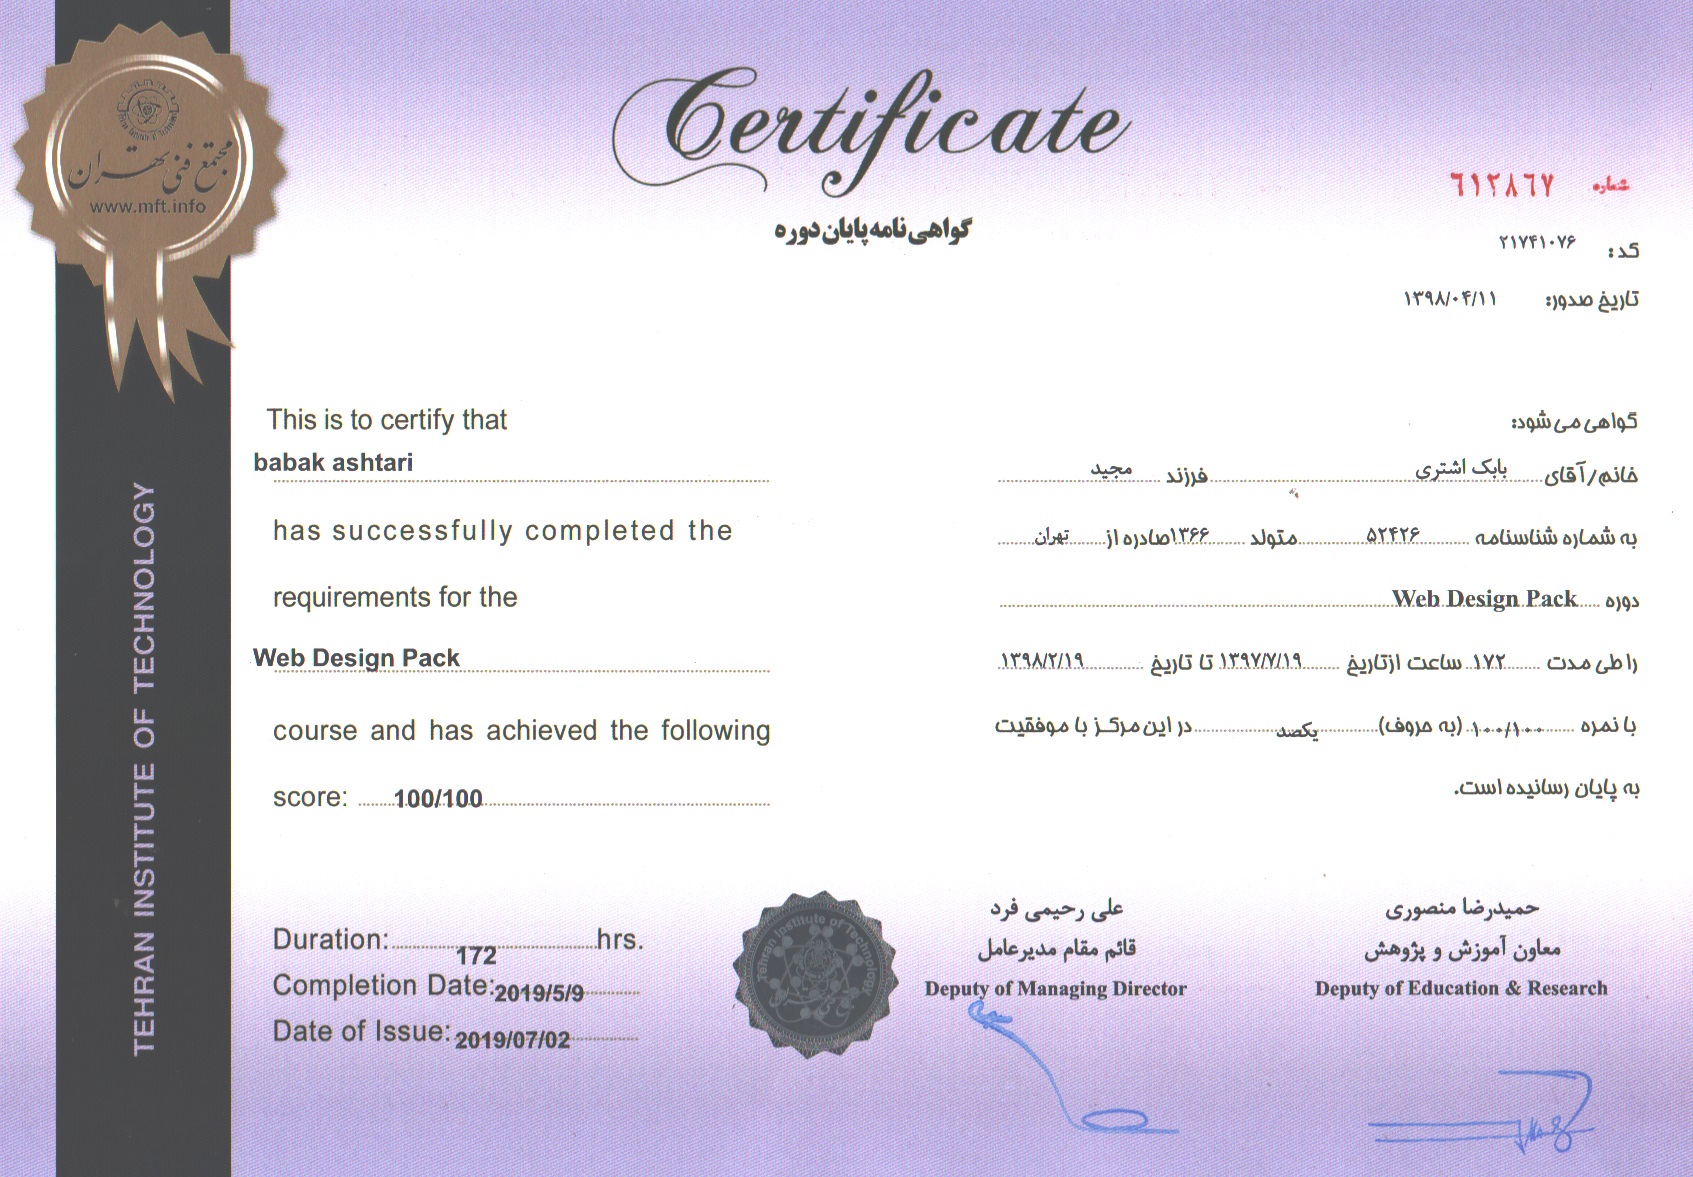 مجتمع فنی تهران
www.mft.info
TEHRAN INSTITUTE OF TECHNOLOGY
Certificate
گواهی نامه پایان دوره
شماره ٦١٢٨٦٧
کد: ۲۱۷۴۱۰۷۶
تاریخ صدور: ۱۳۹۸/۰۴/۱۱
This is to certify that
babak ashtari
has successfully completed the
requirements for the
Web Design Pack
course and has achieved the following
score: 100/100
Duration: 172 hrs.
Completion Date: 2019/5/9
Date of Issue: 2019/07/02
گواهی می شود:
خانم/آقای بابک اشتری فرزند مجید
به شماره شناسنامه ۵۲۴۲۶ متولد ۱۳۶۶ صادره از تهران
دوره Web Design Pack
را طی مدت ۱۷۲ ساعت ازتاریخ ۱۳۹۷/۷/۱۹ تا تاریخ ۱۳۹۸/۲/۱۹
با نمره ۱۰۰/۱۰۰ (به حروف) یکصد در این مرکز با موفقیت
به پایان رسانیده است.
Tehran Institute of Technology
علی رحیمی فرد
قائم مقام مدیرعامل
Deputy of Managing Director
حمیدرضا منصوری
معاون آموزش و پژوهش
Deputy of Education & Research